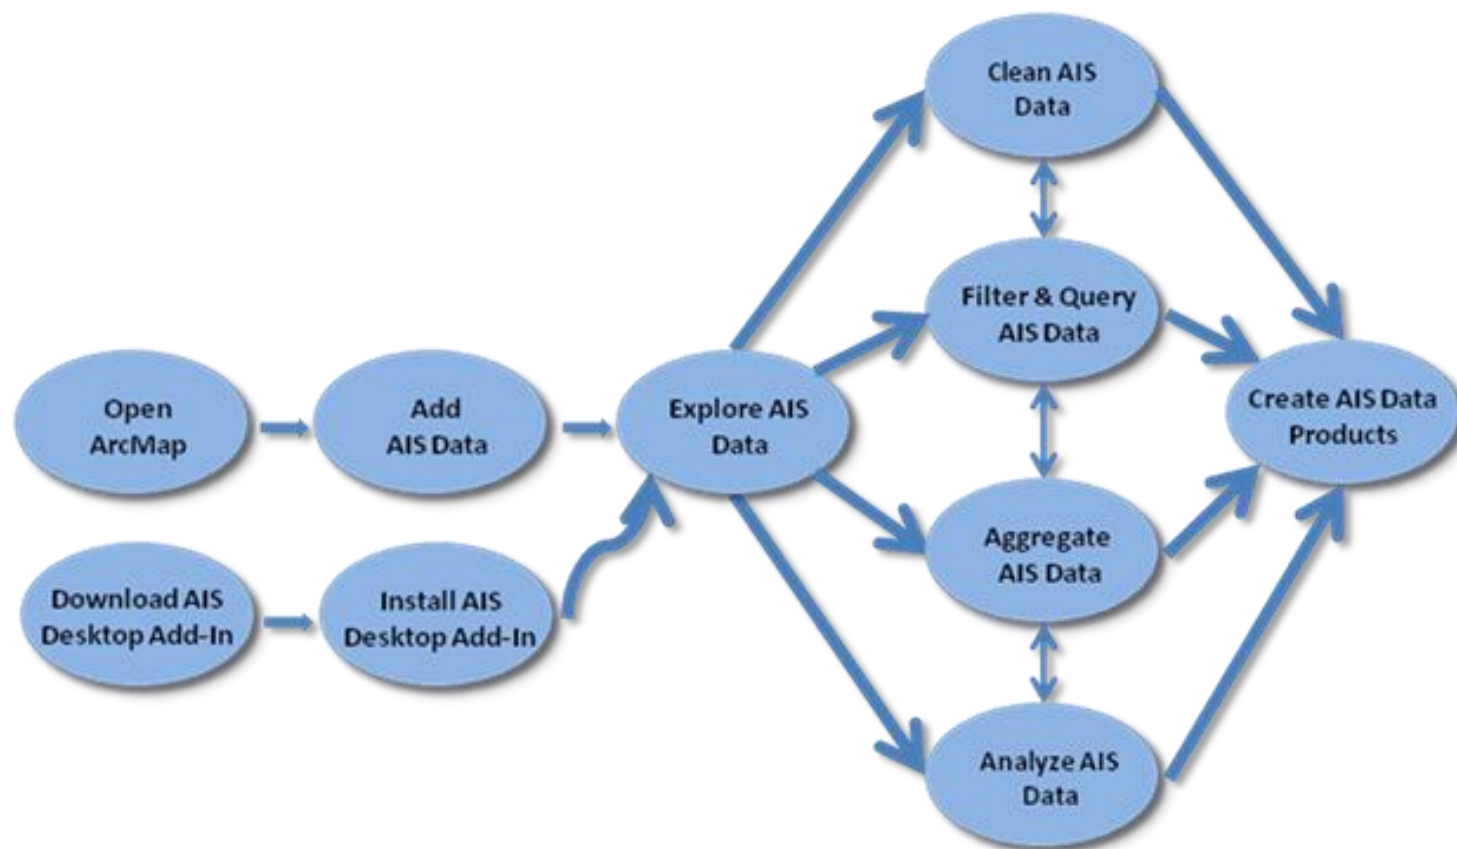 Clean AIS
Data
Filter & Query
AIS Data
Open
ArcMap
Add
AIS Data
Explore AIS
Data
Create AIS Data
Products
Aggregate
AIS Data
Download AIS
Desktop Add-In
Install AIS
Desktop Add-In
Analyze AIS
Data